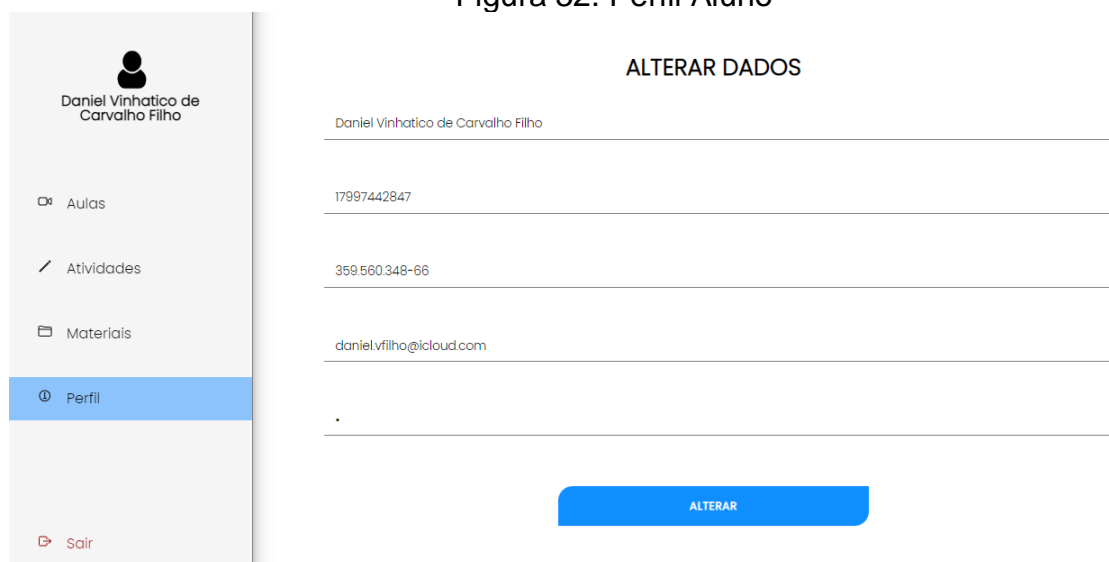 Figura 32: Perfil Aluno
Daniel Vinhatico de
Carvalho Filho
Aulas
Atividades
Materiais
Perfil
Sair
ALTERAR DADOS
Daniel Vinhatico de Carvalho Filho
17997442847
359.560.348-66
daniel.vfilho@icloud.com
ALTERAR